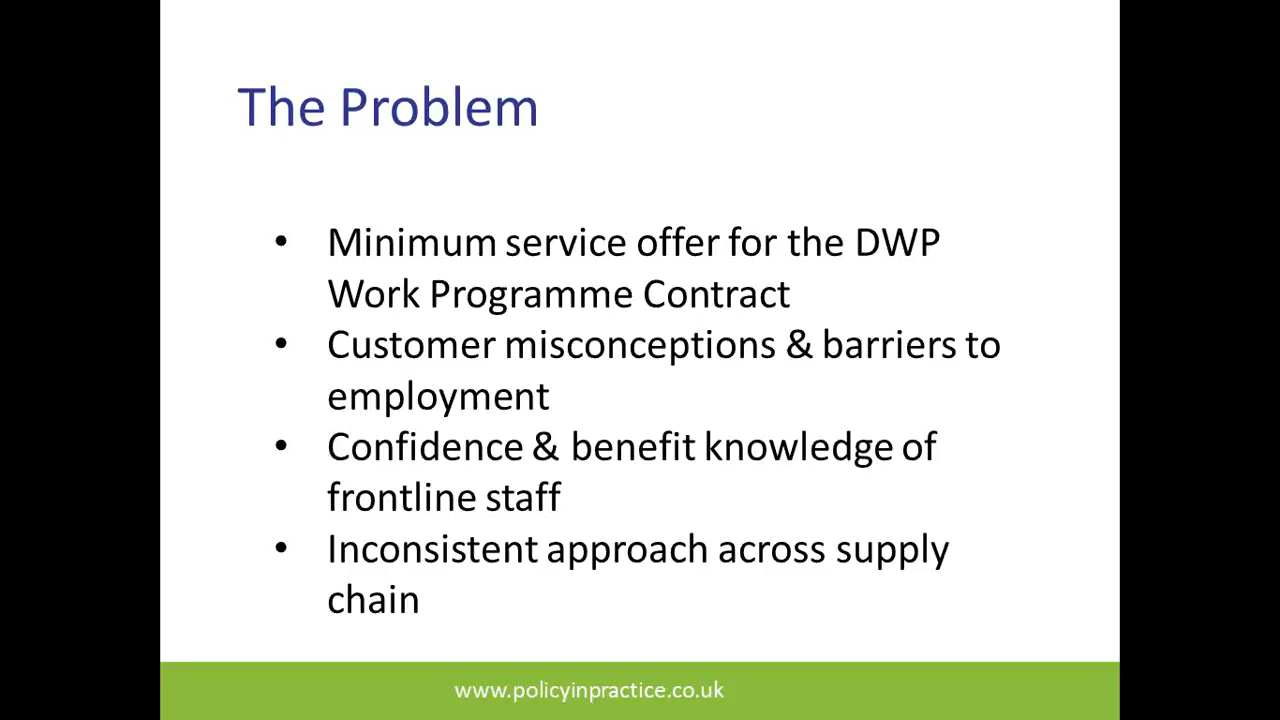 The Problem
• Minimum service offer for the DWP
Work Programme Contract
• Customer misconceptions & barriers to
employment
• Confidence & benefit knowledge of
frontline staff
• Inconsistent approach across supply
chain
www.policyinpractice.co.uk